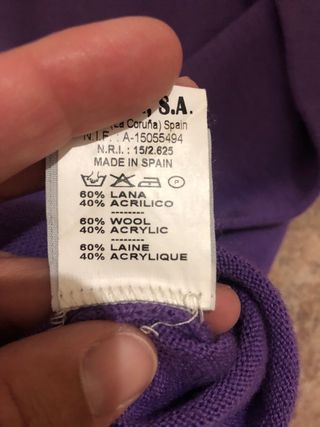 , S.A.
(La Coruña) Spain
N.I.F. : A-15055494
N.R.I. : 15/2.625
MADE IN SPAIN
P
60% LANA
40% ACRILICO
--------
60% WOOL
40% ACRYLIC
--------
60% LAINE
40% ACRYLIQUE